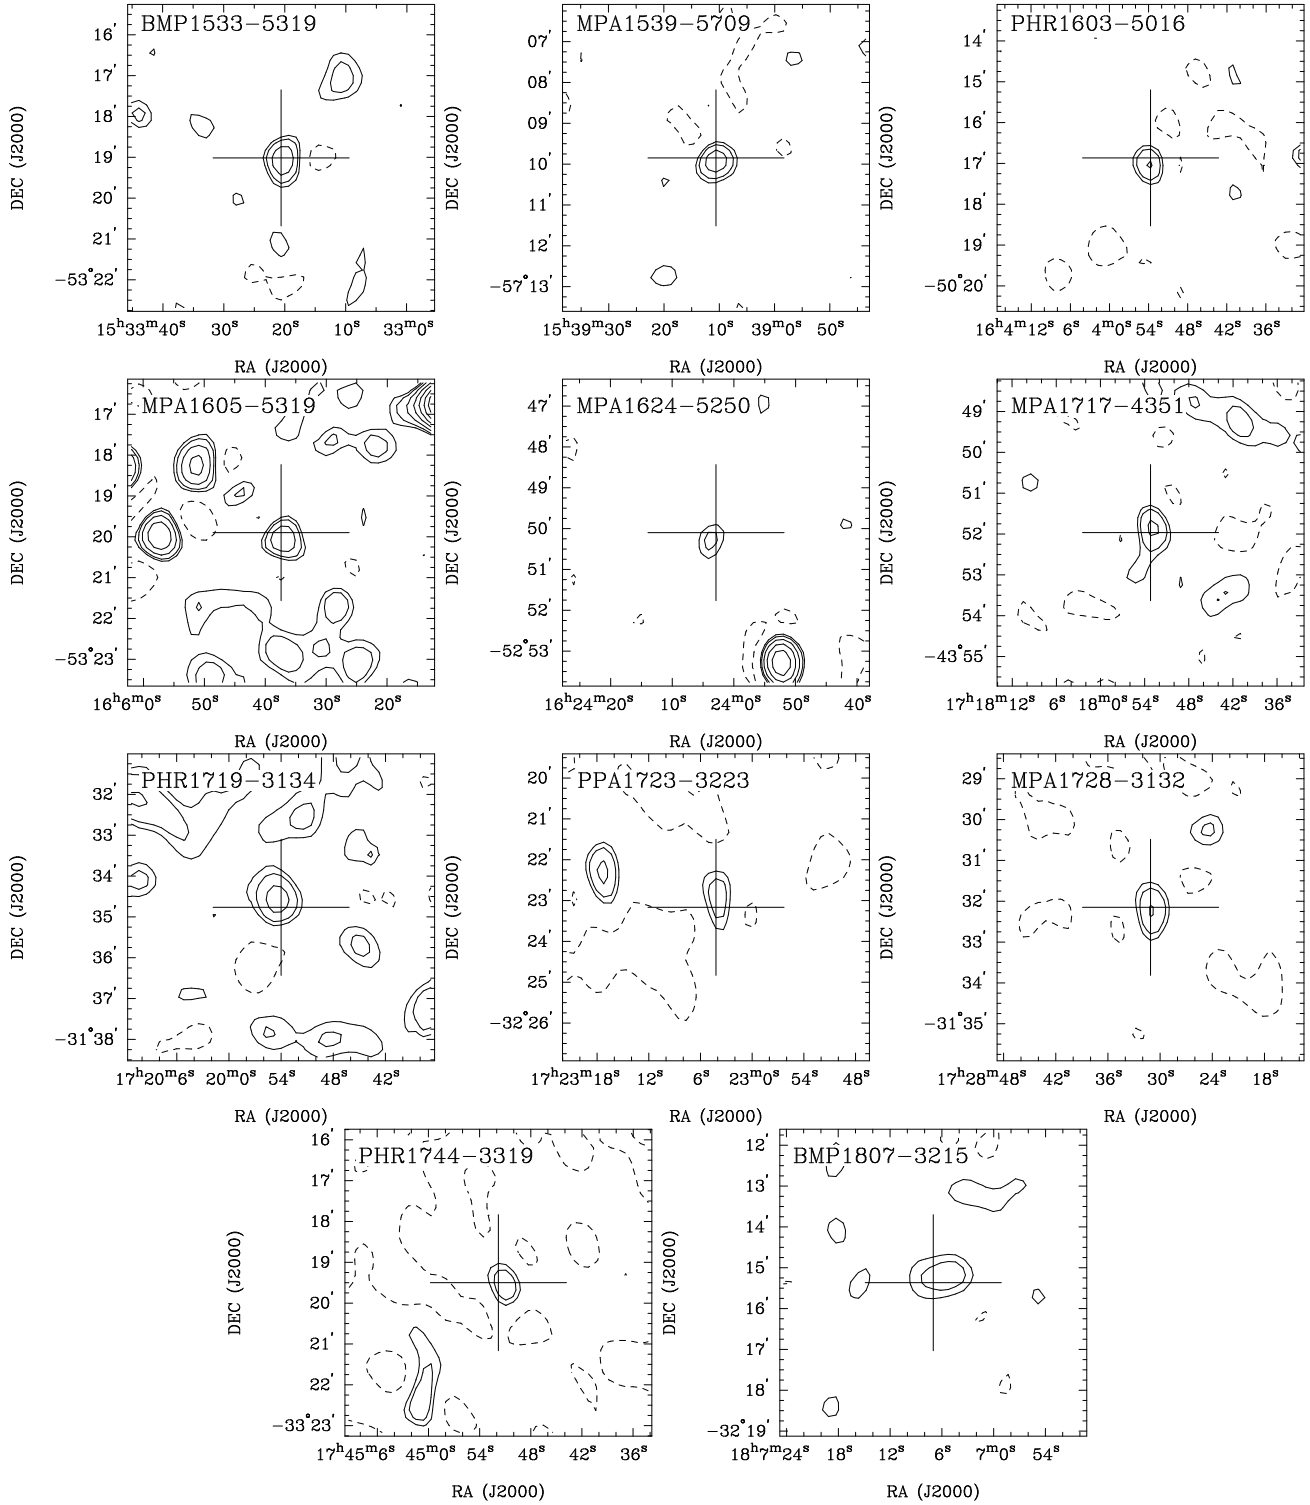 BMP1533−5319
16′
17′
18′
19′
20′
21′
−53°22′
15ʰ33ᵐ40ˢ 30ˢ 20ˢ 10ˢ 33ᵐ0ˢ
RA (J2000)
DEC (J2000)
MPA1539−5709
07′
08′
09′
10′
11′
12′
−57°13′
15ʰ39ᵐ30ˢ 20ˢ 10ˢ 39ᵐ0ˢ 50ˢ
RA (J2000)
DEC (J2000)
PHR1603−5016
14′
15′
16′
17′
18′
19′
−50°20′
16ʰ4ᵐ12ˢ 6ˢ 4ᵐ0ˢ 54ˢ 48ˢ 42ˢ 36ˢ
RA (J2000)
DEC (J2000)
MPA1605−5319
17′
18′
19′
20′
21′
22′
−53°23′
16ʰ6ᵐ0ˢ 50ˢ 40ˢ 30ˢ 20ˢ
RA (J2000)
DEC (J2000)
MPA1624−5250
47′
48′
49′
50′
51′
52′
−52°53′
16ʰ24ᵐ20ˢ 10ˢ 24ᵐ0ˢ 50ˢ 40ˢ
RA (J2000)
DEC (J2000)
MPA1717−4351
49′
50′
51′
52′
53′
54′
−43°55′
17ʰ18ᵐ12ˢ 6ˢ 18ᵐ0ˢ 54ˢ 48ˢ 42ˢ 36ˢ
RA (J2000)
DEC (J2000)
PHR1719−3134
32′
33′
34′
35′
36′
37′
−31°38′
17ʰ20ᵐ6ˢ 20ᵐ0ˢ 54ˢ 48ˢ 42ˢ
RA (J2000)
DEC (J2000)
PPA1723−3223
20′
21′
22′
23′
24′
25′
−32°26′
17ʰ23ᵐ18ˢ 12ˢ 6ˢ 23ᵐ0ˢ 54ˢ 48ˢ
RA (J2000)
DEC (J2000)
MPA1728−3132
29′
30′
31′
32′
33′
34′
−31°35′
17ʰ28ᵐ48ˢ 42ˢ 36ˢ 30ˢ 24ˢ 18ˢ
RA (J2000)
DEC (J2000)
PHR1744−3319
16′
17′
18′
19′
20′
21′
22′
−33°23′
17ʰ45ᵐ6ˢ 45ᵐ0ˢ 54ˢ 48ˢ 42ˢ 36ˢ
RA (J2000)
DEC (J2000)
BMP1807−3215
12′
13′
14′
15′
16′
17′
18′
−32°19′
18ʰ7ᵐ24ˢ 18ˢ 12ˢ 6ˢ 7ᵐ0ˢ 54ˢ
RA (J2000)
DEC (J2000)